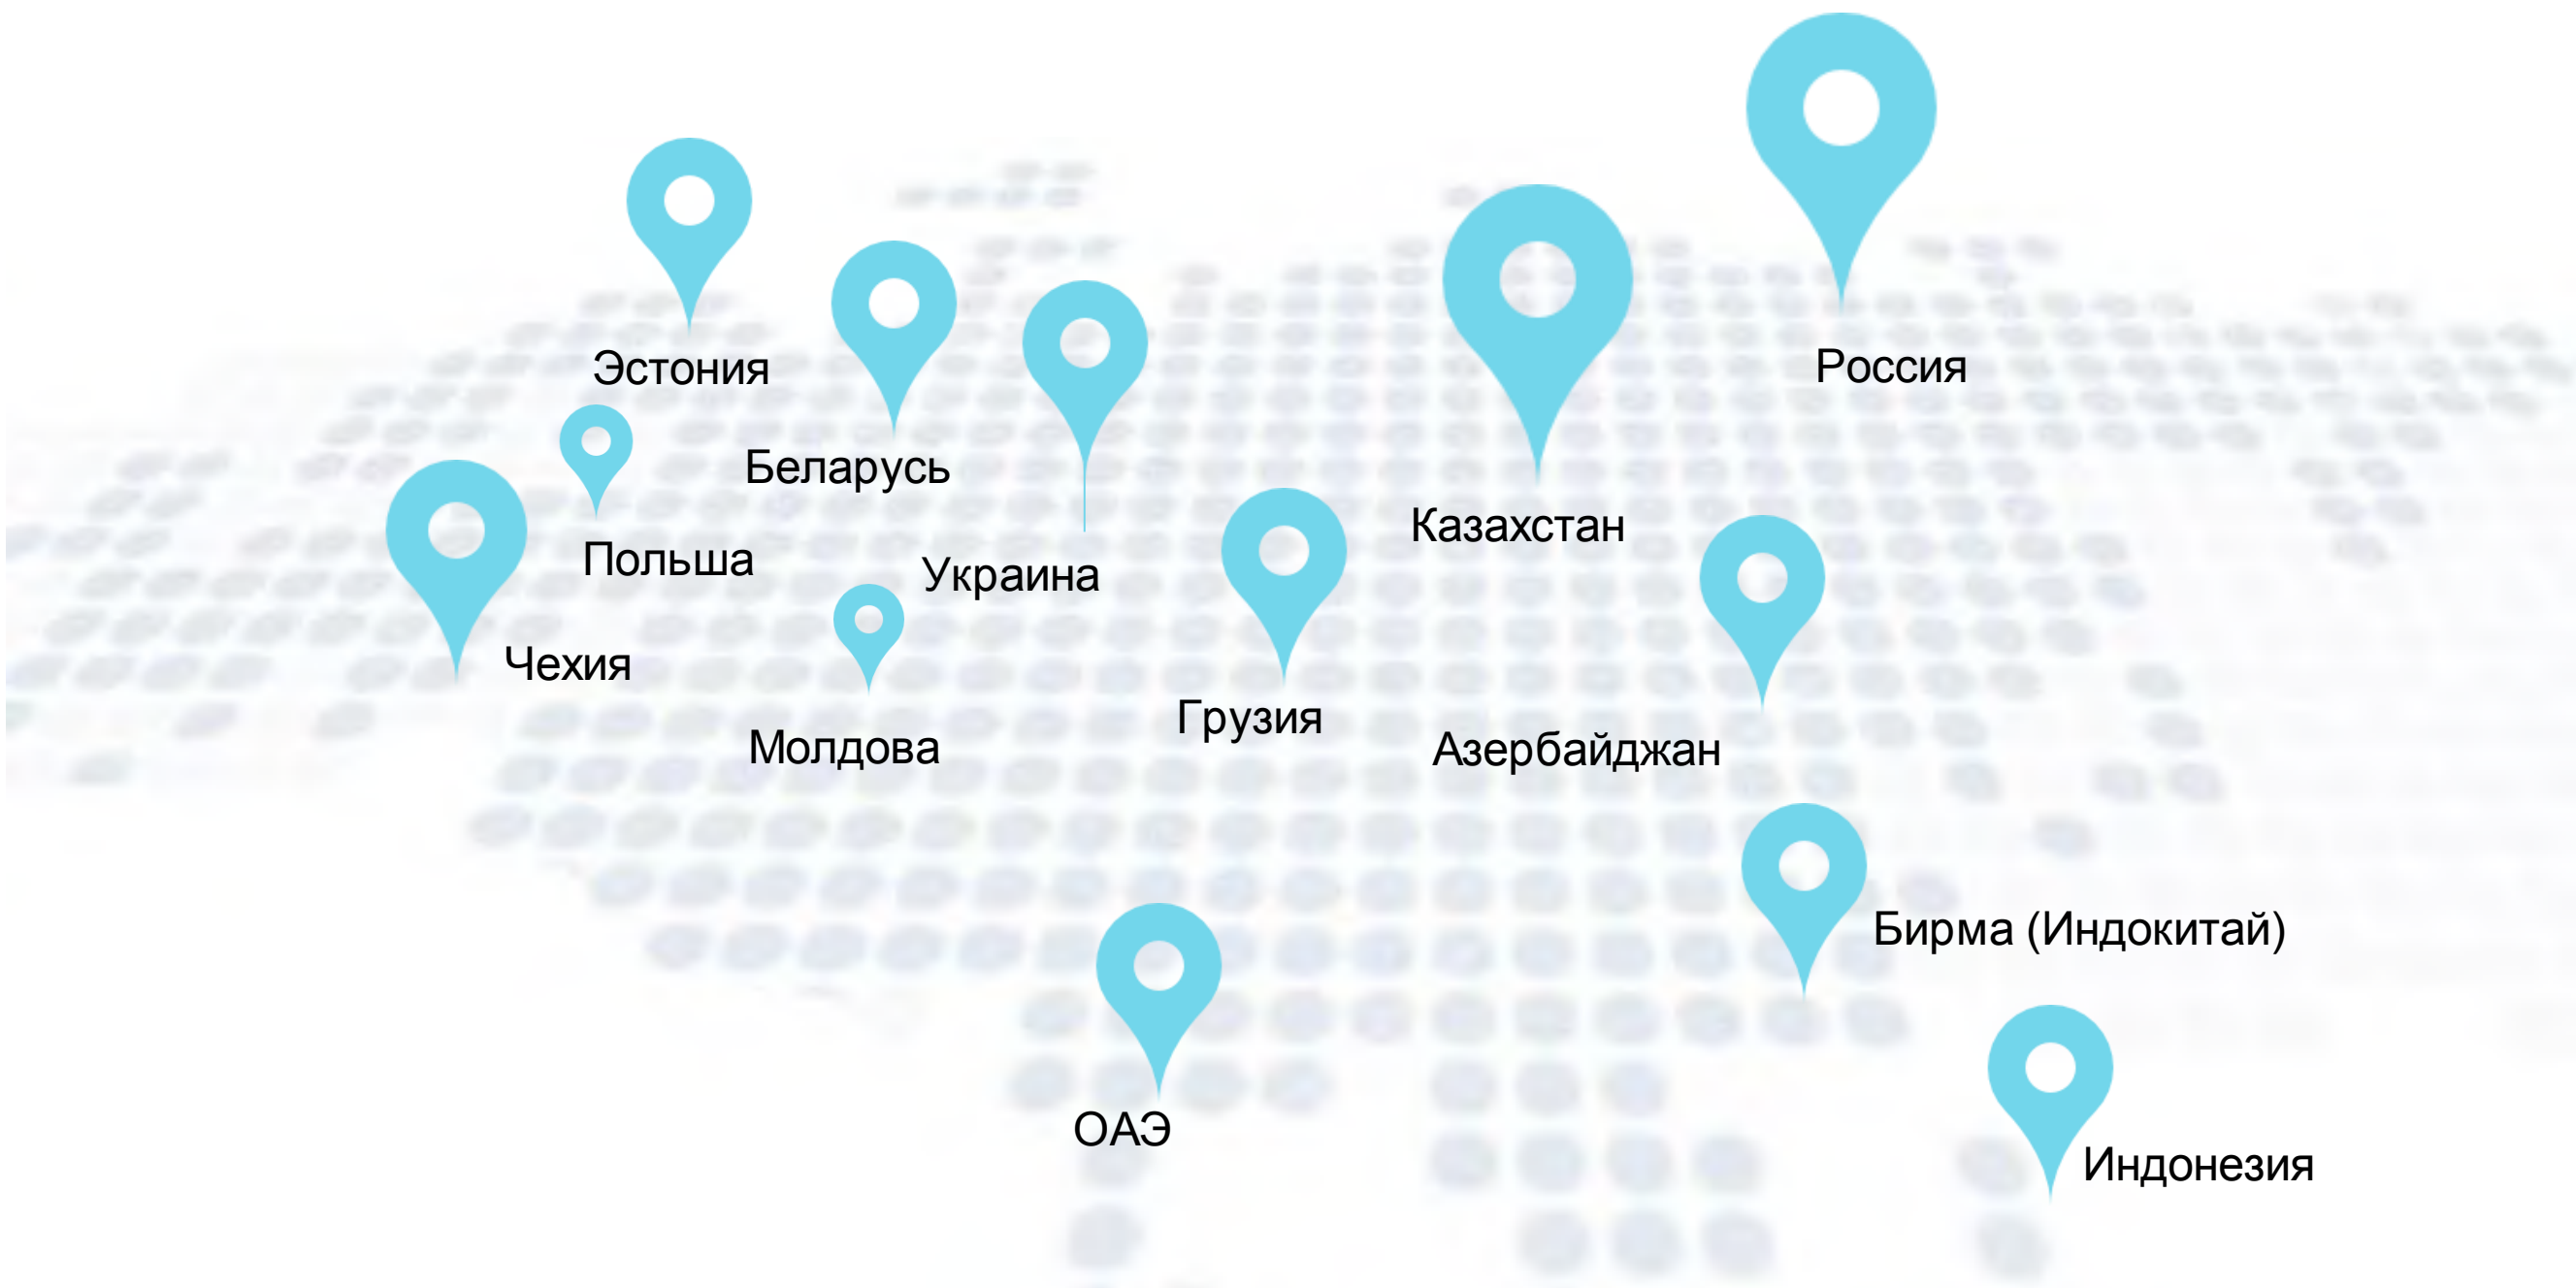 Эстония
Россия
Беларусь
Казахстан
Польша
Украина
Чехия
Грузия
Молдова
Азербайджан
Бирма (Индокитай)
ОАЭ
Индонезия